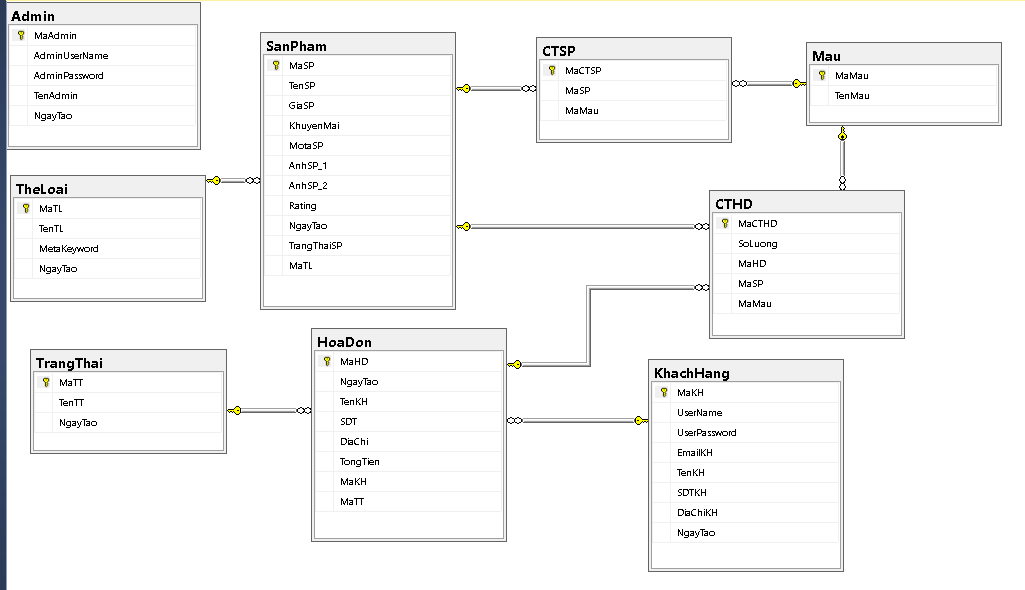 Admin
MaAdmin
AdminUserName
AdminPassword
TenAdmin
NgayTao
SanPham
MaSP
TenSP
GiaSP
KhuyenMai
MotaSP
AnhSP_1
AnhSP_2
Rating
NgayTao
TrangThaiSP
MaTL
CTSP
MaCTSP
MaSP
MaMau
Mau
MaMau
TenMau
TheLoai
MaTL
TenTL
MetaKeyword
NgayTao
CTHD
MaCTHD
SoLuong
MaHD
MaSP
MaMau
TrangThai
MaTT
TenTT
NgayTao
HoaDon
MaHD
NgayTao
TenKH
SDT
DiaChi
TongTien
MaKH
MaTT
KhachHang
MaKH
UserName
UserPassword
EmailKH
TenKH
SDTKH
DiaChiKH
NgayTao